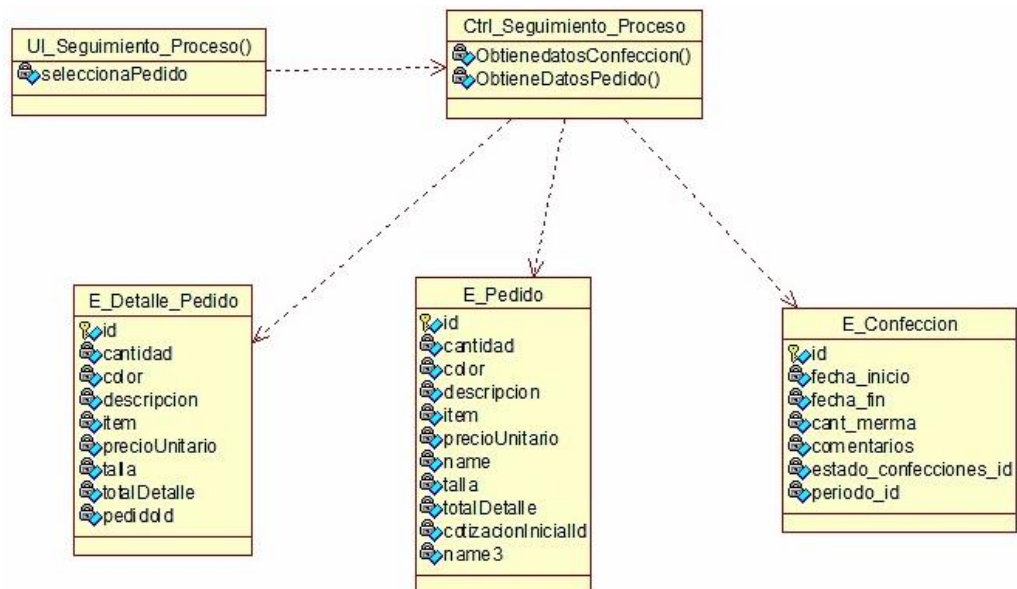 UI_Seguimiento_Proceso()
seleccionaPedido
Ctrl_Seguimiento_Proceso
ObtienedatosConfeccion()
ObtieneDatosPedido()
E_Detalle_Pedido
id
cantidad
color
descripcion
item
precioUnitario
talla
totalDetalle
pedidoId
E_Pedido
id
cantidad
color
descripcion
item
precioUnitario
name
talla
totalDetalle
cotizacionInicialId
name3
E_Confeccion
id
fecha_inicio
fecha_fin
cant_merma
comentarios
estado_confecciones_id
periodo_id